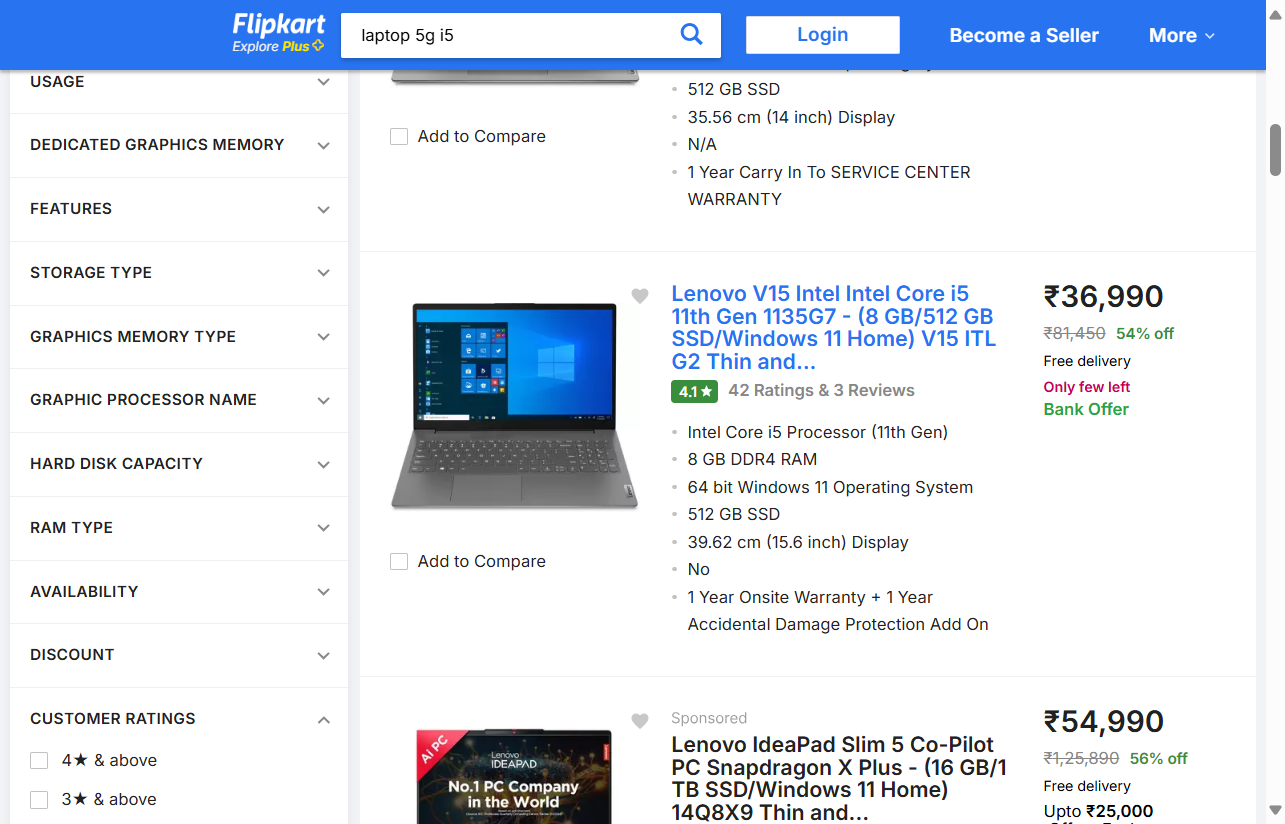 Flipkart
Explore Plus
laptop 5g i5
Login
Become a Seller
More
USAGE
DEDICATED GRAPHICS MEMORY
FEATURES
STORAGE TYPE
GRAPHICS MEMORY TYPE
GRAPHIC PROCESSOR NAME
HARD DISK CAPACITY
RAM TYPE
AVAILABILITY
DISCOUNT
CUSTOMER RATINGS
4★ & above
3★ & above
Add to Compare
512 GB SSD
35.56 cm (14 inch) Display
N/A
1 Year Carry In To SERVICE CENTER
WARRANTY
Add to Compare
Lenovo V15 Intel Intel Core i5
11th Gen 1135G7 - (8 GB/512 GB
SSD/Windows 11 Home) V15 ITL
G2 Thin and...
4.1★ 42 Ratings & 3 Reviews
Intel Core i5 Processor (11th Gen)
8 GB DDR4 RAM
64 bit Windows 11 Operating System
512 GB SSD
39.62 cm (15.6 inch) Display
No
1 Year Onsite Warranty + 1 Year
Accidental Damage Protection Add On
₹36,990
₹81,450 54% off
Free delivery
Only few left
Bank Offer
AI PC
Lenovo
IDEAPAD
No.1 PC Company
in the World
Sponsored
Lenovo IdeaPad Slim 5 Co-Pilot
PC Snapdragon X Plus - (16 GB/1
TB SSD/Windows 11 Home)
14Q8X9 Thin and...
₹54,990
₹1,25,890 56% off
Free delivery
Upto ₹25,000